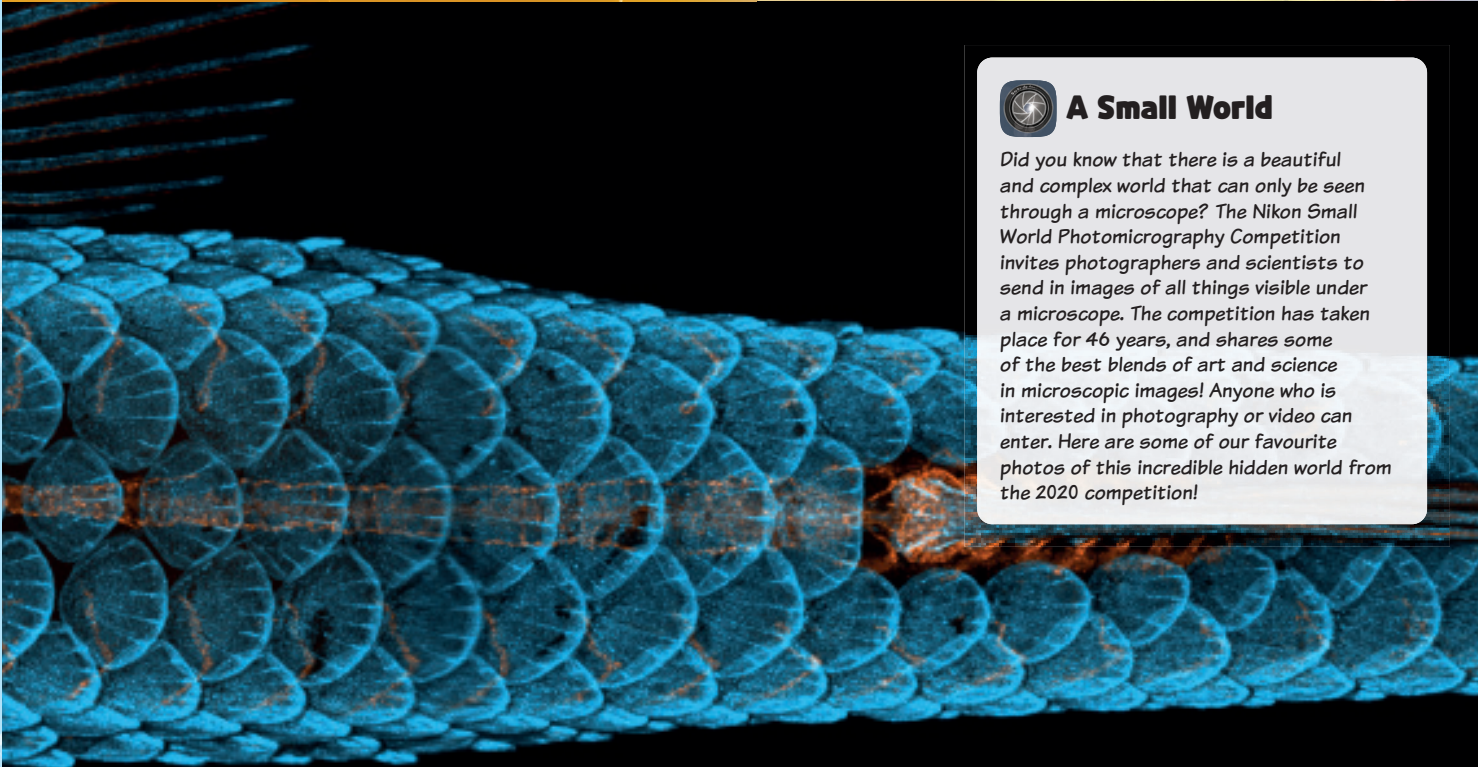 A Small World
Did you know that there is a beautiful
and complex world that can only be seen
through a microscope? The Nikon Small
World Photomicrography Competition
invites photographers and scientists to
send in images of all things visible under
a microscope. The competition has taken
place for 46 years, and shares some
of the best blends of art and science
in microscopic images! Anyone who is
interested in photography or video can
enter. Here are some of our favourite
photos of this incredible hidden world from
the 2020 competition!